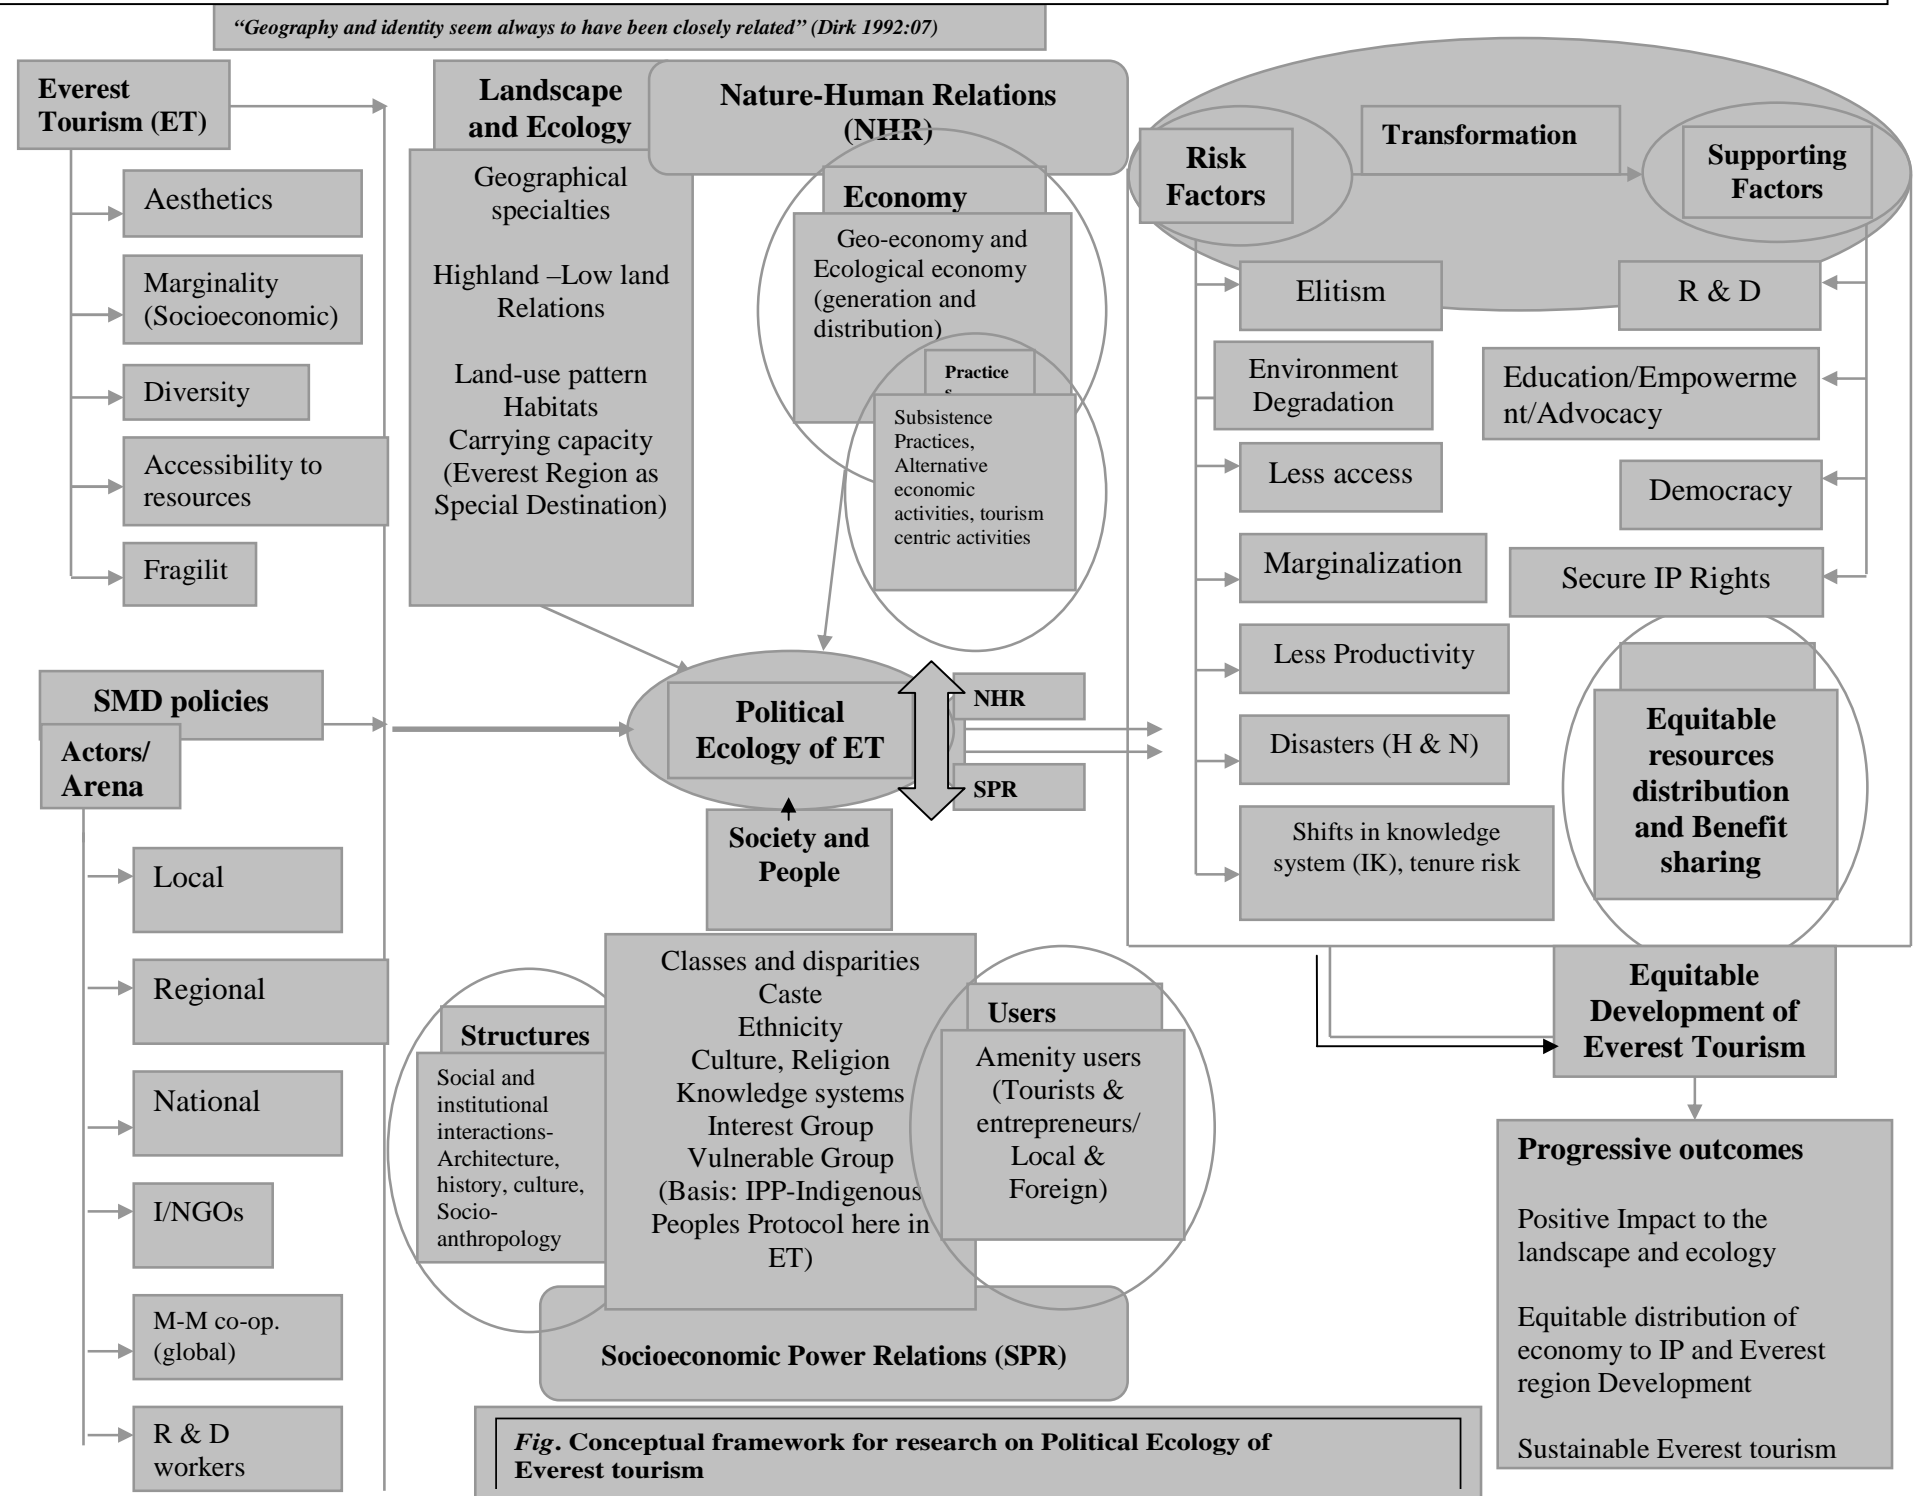 “Geography and identity seem always to have been closely related” (Dirk 1992:07)
Everest
Tourism (ET)
Aesthetics
Marginality
(Socioeconomic)
Diversity
Accessibility to
resources
Fragilit
SMD policies
Actors/
Arena
Local
Regional
National
I/NGOs
M-M co-op.
(global)
R & D
workers
Landscape
and Ecology
Geographical
specialties
Highland –Low land
Relations
Land-use pattern
Habitats
Carrying capacity
(Everest Region as
Special Destination)
Nature-Human Relations
(NHR)
Economy
Geo-economy and
Ecological economy
(generation and
distribution)
Practice
s
Subsistence
Practices,
Alternative
economic
activities, tourism
centric activities
Political
Ecology of ET
NHR
SPR
Society and
People
Classes and disparities
Caste
Ethnicity
Culture, Religion
Knowledge systems
Interest Group
Vulnerable Group
(Basis: IPP-Indigenous
Peoples Protocol here in
ET)
Structures
Social and
institutional
interactions-
Architecture,
history, culture,
Socio-
anthropology
Users
Amenity users
(Tourists &
entrepreneurs/
Local &
Foreign)
Socioeconomic Power Relations (SPR)
Risk
Factors
Transformation
Supporting
Factors
Elitism
Environment
Degradation
Less access
Marginalization
Less Productivity
Disasters (H & N)
Shifts in knowledge
system (IK), tenure risk
R & D
Education/Empowerme
nt/Advocacy
Democracy
Secure IP Rights
Equitable
resources
distribution
and Benefit
sharing
Equitable
Development of
Everest Tourism
Progressive outcomes
Positive Impact to the
landscape and ecology
Equitable distribution of
economy to IP and Everest
region Development
Sustainable Everest tourism
Fig. Conceptual framework for research on Political Ecology of
Everest tourism